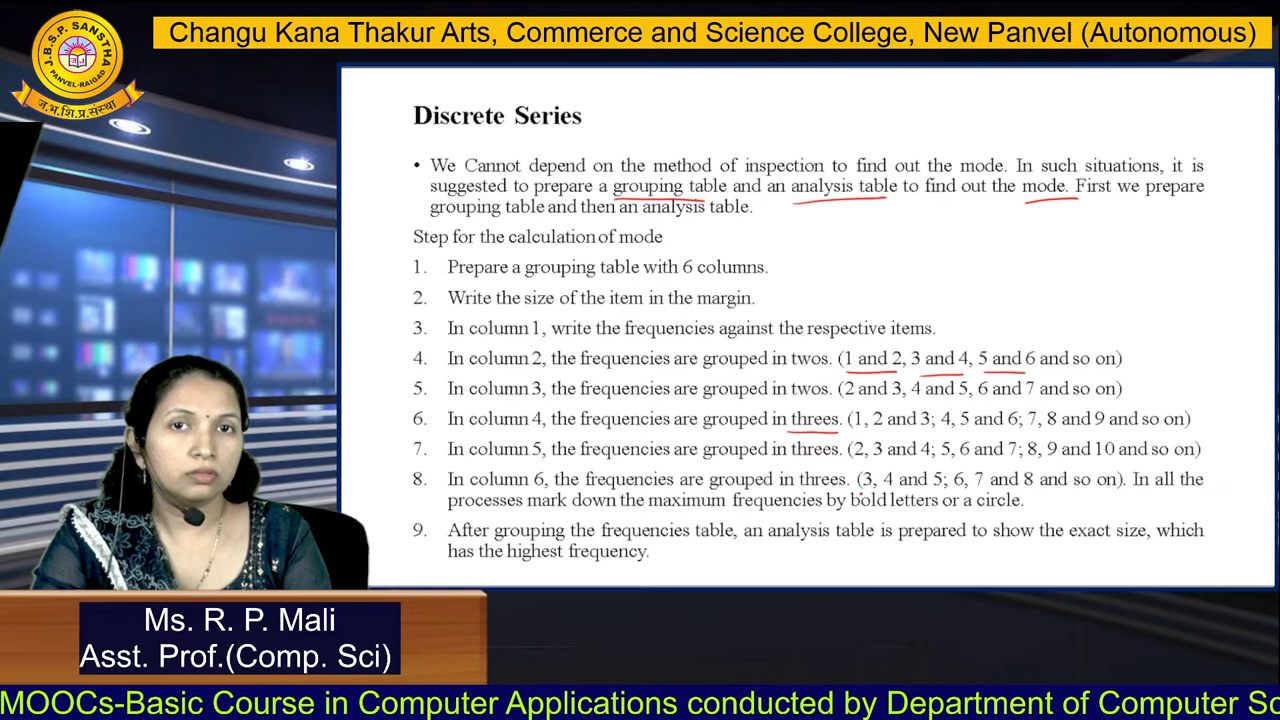 Changu Kana Thakur Arts, Commerce and Science College, New Panvel (Autonomous)
J.B.S.P. SANSTHA
PANVEL-RAIGAD
ज.भ.शि.प्र.संस्था
Discrete Series
• We Cannot depend on the method of inspection to find out the mode. In such situations, it is
suggested to prepare a grouping table and an analysis table to find out the mode. First we prepare
grouping table and then an analysis table.
Step for the calculation of mode
1. Prepare a grouping table with 6 columns.
2. Write the size of the item in the margin.
3. In column 1, write the frequencies against the respective items.
4. In column 2, the frequencies are grouped in twos. (1 and 2, 3 and 4, 5 and 6 and so on)
5. In column 3, the frequencies are grouped in twos. (2 and 3, 4 and 5, 6 and 7 and so on)
6. In column 4, the frequencies are grouped in threes. (1, 2 and 3; 4, 5 and 6; 7, 8 and 9 and so on)
7. In column 5, the frequencies are grouped in threes. (2, 3 and 4; 5, 6 and 7; 8, 9 and 10 and so on)
8. In column 6, the frequencies are grouped in threes. (3, 4 and 5; 6, 7 and 8 and so on). In all the
processes mark down the maximum frequencies by bold letters or a circle.
9. After grouping the frequencies table, an analysis table is prepared to show the exact size, which
has the highest frequency.
Ms. R. P. Mali
Asst. Prof.(Comp. Sci)
MOOCs-Basic Course in Computer Applications conducted by Department of Computer Sc